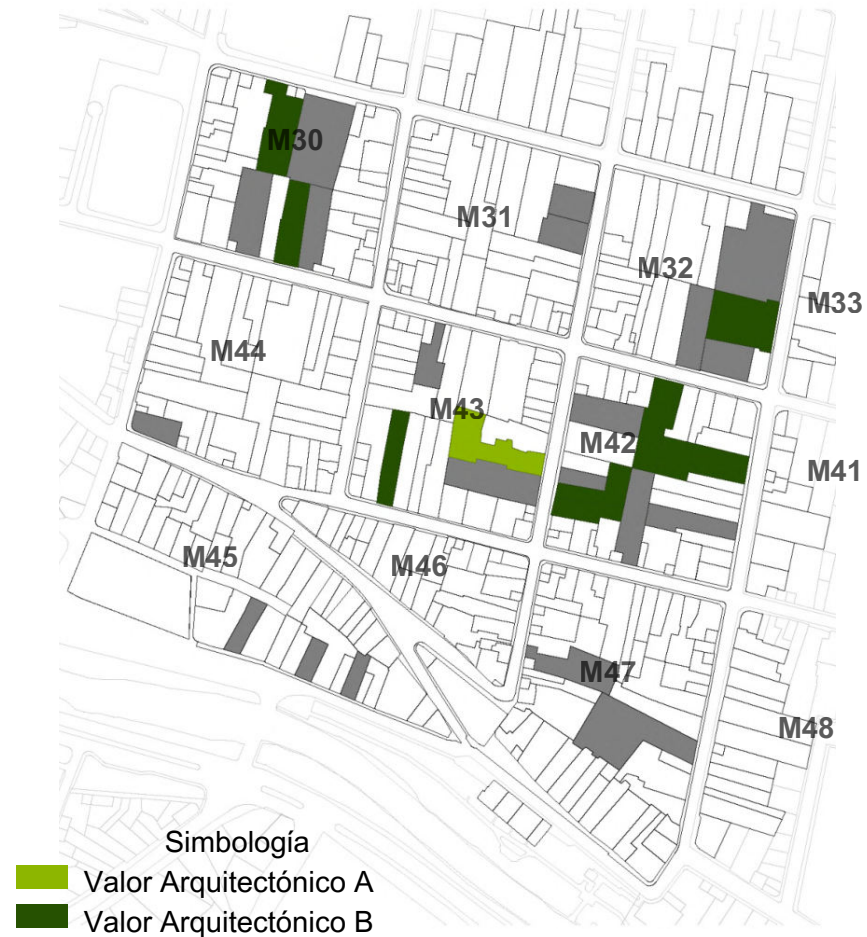 M30
M31
M32
M33
M44
M43
M42
M41
M45
M46
M47
M48
Simbología
Valor Arquitectónico A
Valor Arquitectónico B